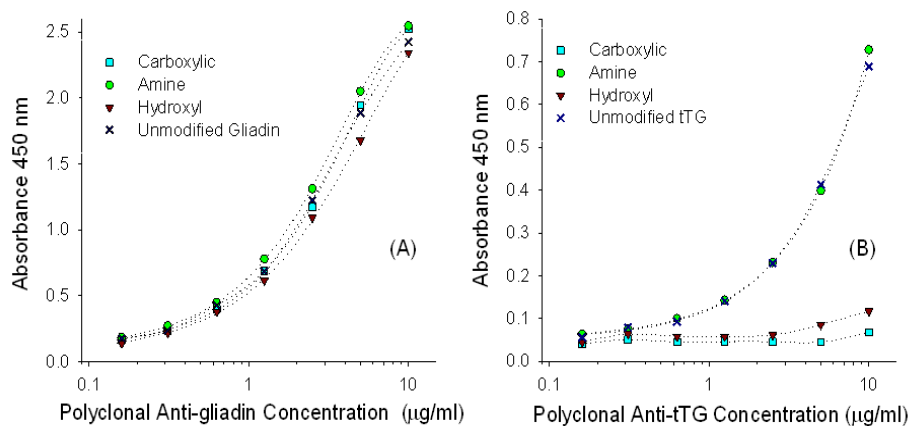 Absorbance 450 nm
2.5
2.0
1.5
1.0
0.5
0.0
Carboxylic
Amine
Hydroxyl
Unmodified Gliadin
(A)
0.1
1
10
Polyclonal Anti-gliadin Concentration (μg/ml)
Absorbance 450 nm
0.8
0.7
0.6
0.5
0.4
0.3
0.2
0.1
0.0
Carboxylic
Amine
Hydroxyl
Unmodified tTG
(B)
0.1
1
10
Polyclonal Anti-tTG Concentration (μg/ml)